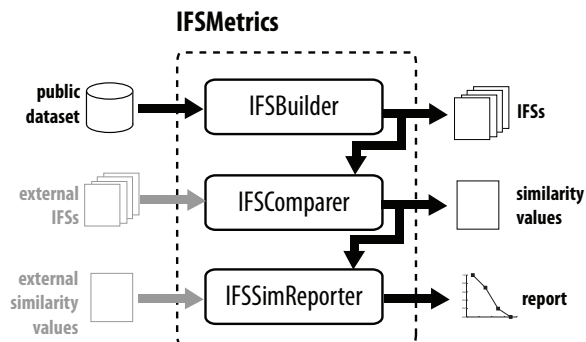 IFSMetrics
public
dataset
IFSBuilder
IFSs
external
IFSs
IFSComparer
similarity
values
external
similarity
values
IFSSimReporter
report